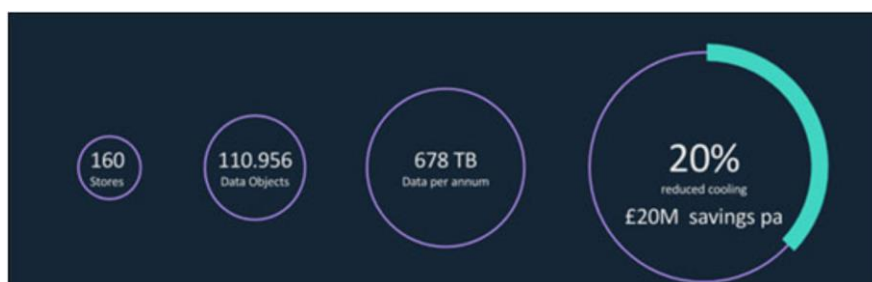 160
Stores
110.956
Data Objects
678 TB
Data per annum
20%
reduced cooling
£20M savings pa